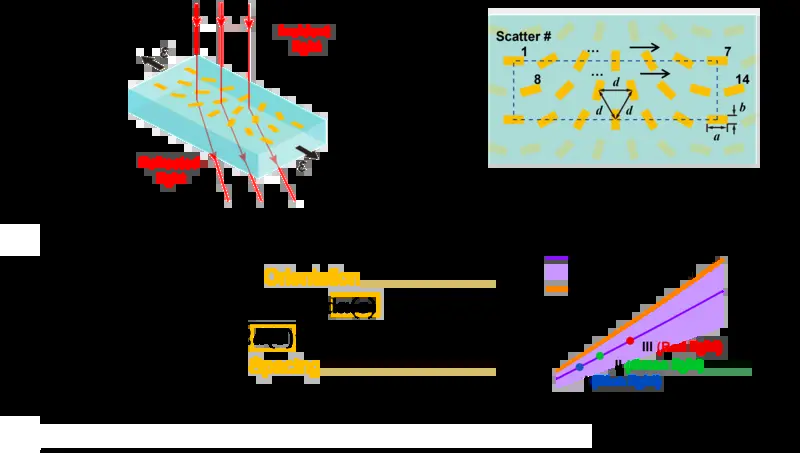 Incident
light
ε
Scatter #
1
...
7
8
...
14
d
d
d
b
a
ε
Refracted
light
Orientation
Spacing
III (Red light)
II (Green light)
(Blue light)